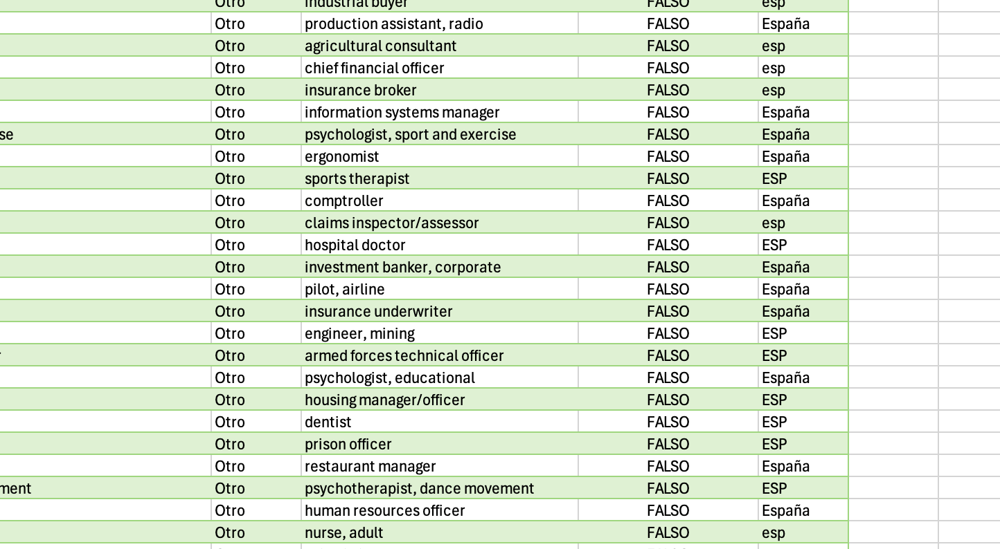 Otro industrial buyer FALSO esp
Otro production assistant, radio FALSO España
Otro agricultural consultant FALSO esp
Otro chief financial officer FALSO esp
Otro insurance broker FALSO esp
Otro information systems manager FALSO España
se Otro psychologist, sport and exercise FALSO España
Otro ergonomist FALSO España
Otro sports therapist FALSO ESP
Otro comptroller FALSO España
Otro claims inspector/assessor FALSO esp
Otro hospital doctor FALSO ESP
Otro investment banker, corporate FALSO España
Otro pilot, airline FALSO España
Otro insurance underwriter FALSO España
Otro engineer, mining FALSO ESP
Otro armed forces technical officer FALSO ESP
Otro psychologist, educational FALSO España
Otro housing manager/officer FALSO ESP
Otro dentist FALSO ESP
Otro prison officer FALSO ESP
Otro restaurant manager FALSO España
ment Otro psychotherapist, dance movement FALSO ESP
Otro human resources officer FALSO España
Otro nurse, adult FALSO esp